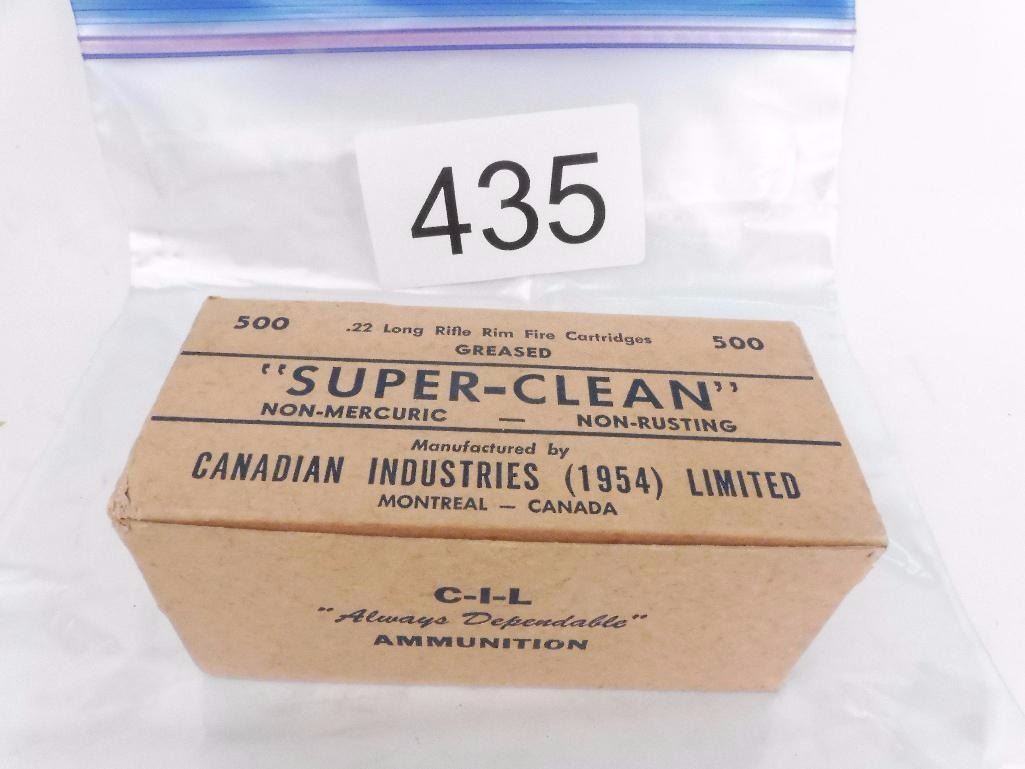 435
500 .22 Long Rifle Rim Fire Cartridges 500
GREASED
"SUPER-CLEAN"
NON-MERCURIC — NON-RUSTING
Manufactured by
CANADIAN INDUSTRIES (1954) LIMITED
MONTREAL — CANADA
C-I-L
"Always Dependable"
AMMUNITION